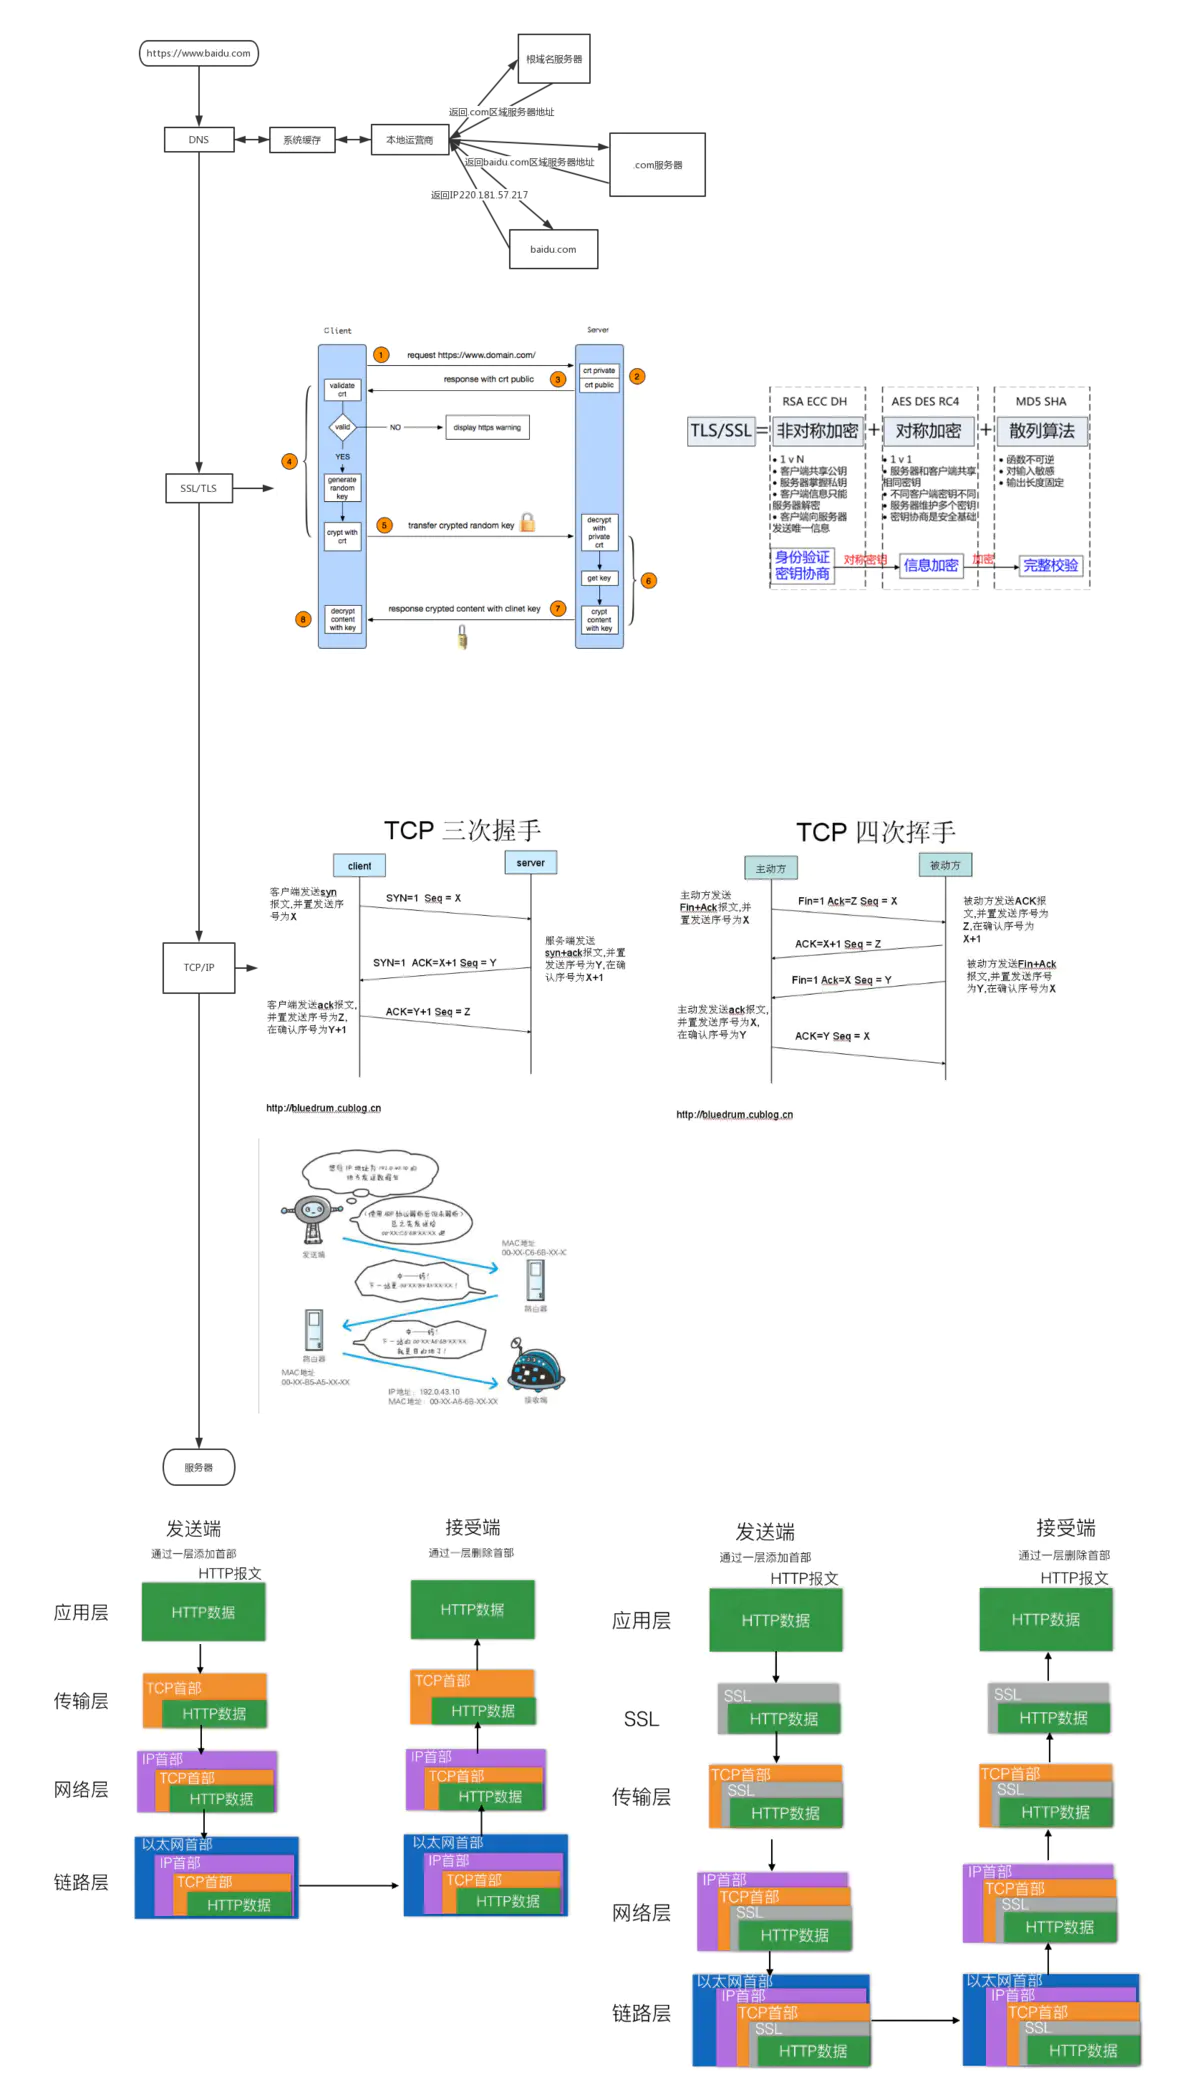 https://www.baidu.com
根域名服务器
返回.com区域服务器地址
DNS
系统缓存
本地运营商
返回baidu.com区域服务器地址
.com服务器
返回IP220.181.57.217
baidu.com
Client
Server
1
request https://www.domain.com/
crt private
2
response with crt public
3
crt public
validate
crt
valid
NO
display https warning
YES
4
generate
random
key
SSL/TLS
crypt with
crt
5
transfer crypted random key
decrypt
with
private
crt
get key
6
8
decrypt
content
with key
response crypted content with clinet key
7
crypt
content
with key
RSA ECC DH
AES DES RC4
MD5 SHA
TLS/SSL
=
非对称加密
+
对称加密
+
散列算法
• 1 v N
• 客户端共享公钥
• 服务器掌握私钥
• 客户端信息只能
服务器解密
• 客户端向服务器
发送唯一信息
• 1 v 1
• 服务器和客户端共享
相同密钥
• 不同客户端密钥不同
• 服务器维护多个密钥
• 密钥协商是安全基础
• 函数不可逆
• 对输入敏感
• 输出长度固定
身份验证
密钥协商
对称密钥
信息加密
加密
完整校验
TCP 三次握手
client
server
客户端发送syn
报文,并置发送序
号为X
SYN=1 Seq = X
服务端发送
syn+ack报文,并置
发送序号为Y,在确
认序号为X+1
SYN=1 ACK=X+1 Seq = Y
TCP/IP
客户端发送ack报文,
并置发送序号为Z,
在确认序号为Y+1
ACK=Y+1 Seq = Z
http://bluedrum.cublog.cn
TCP 四次挥手
主动方
被动方
主动方发送
Fin+Ack报文,并
置发送序号为X
Fin=1 Ack=Z Seq = X
被动方发送ACK报
文,并置发送序号为
Z,在确认序号为
X+1
ACK=X+1 Seq = Z
被动方发送Fin+Ack
报文,并置发送序号
为Y,在确认序号为X
Fin=1 Ack=X Seq = Y
主动发发送ack报文,
并置发送序号为X,
在确认序号为Y
ACK=Y Seq = X
http://bluedrum.cublog.cn
发送端
MAC地址
00-XX-C6-6B-XX-X
路由器
路由器
MAC地址
00-XX-B5-A5-XX-XX
IP地址：192.0.43.10
MAC地址：00-XX-A6-6B-XX-XX
接收端
服务器
发送端
通过一层添加首部
HTTP报文
接受端
通过一层删除首部
应用层
HTTP数据
HTTP数据
传输层
TCP首部
HTTP数据
TCP首部
HTTP数据
网络层
IP首部
TCP首部
HTTP数据
IP首部
TCP首部
HTTP数据
链路层
以太网首部
IP首部
TCP首部
HTTP数据
以太网首部
IP首部
TCP首部
HTTP数据
发送端
通过一层添加首部
HTTP报文
接受端
通过一层删除首部
HTTP报文
应用层
HTTP数据
HTTP数据
SSL
SSL
HTTP数据
SSL
HTTP数据
传输层
TCP首部
SSL
HTTP数据
TCP首部
SSL
HTTP数据
网络层
IP首部
TCP首部
SSL
HTTP数据
IP首部
TCP首部
SSL
HTTP数据
链路层
以太网首部
IP首部
TCP首部
SSL
HTTP数据
以太网首部
IP首部
TCP首部
SSL
HTTP数据